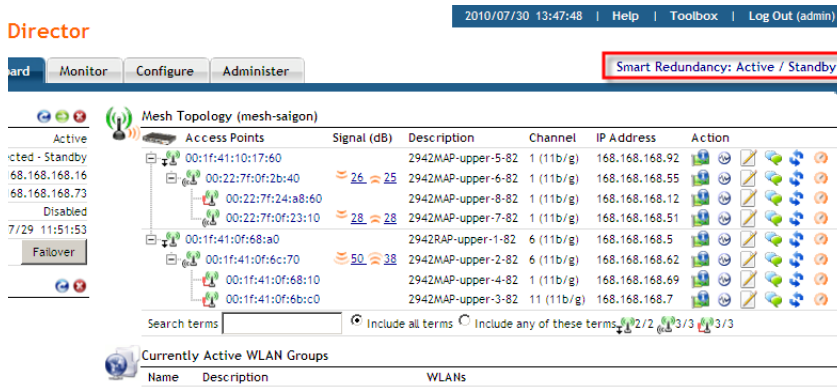 2010/07/30 13:47:48 | Help | Toolbox | Log Out (admin)
Director
ard Monitor Configure Administer
Smart Redundancy: Active / Standby
Active
cted - Standby
68.168.168.16
68.168.168.73
Disabled
7/29 11:51:53
Failover
Mesh Topology (mesh-saigon)
Access Points Signal (dB) Description Channel IP Address Action
00:1f:41:10:17:60 2942MAP-upper-5-82 1 (11b/g) 168.168.168.92
00:22:7f:0f:2b:40 26 25 2942MAP-upper-6-82 1 (11b/g) 168.168.168.55
00:22:7f:24:a8:60 2942MAP-upper-8-82 1 (11b/g) 168.168.168.12
00:22:7f:0f:23:10 28 28 2942MAP-upper-7-82 1 (11b/g) 168.168.168.51
00:1f:41:0f:68:a0 2942RAP-upper-1-82 6 (11b/g) 168.168.168.5
00:1f:41:0f:6c:70 50 38 2942MAP-upper-2-82 6 (11b/g) 168.168.168.62
00:1f:41:0f:68:10 2942MAP-upper-4-82 1 (11b/g) 168.168.168.69
00:1f:41:0f:6b:c0 2942MAP-upper-3-82 11 (11b/g) 168.168.168.7
Search terms Include all terms Include any of these terms 2/2 3/3 3/3
Currently Active WLAN Groups
Name Description WLANs